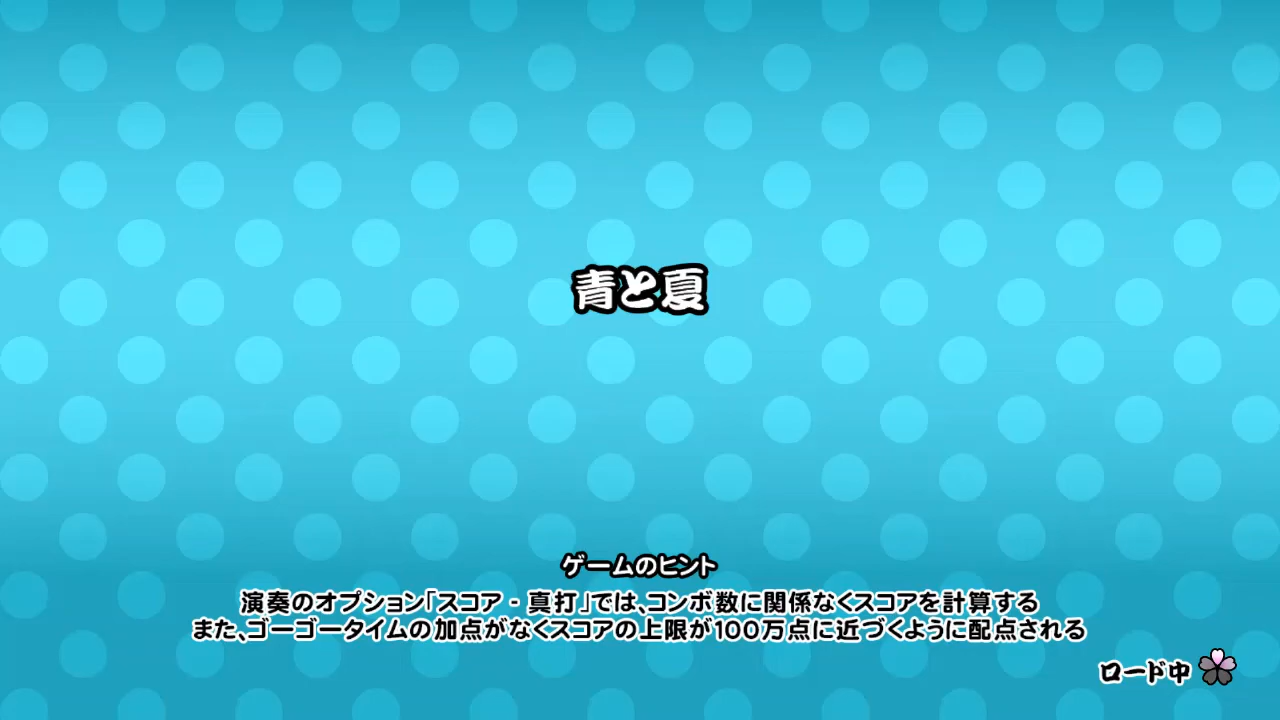 青と夏
ゲームのヒント
演奏のオプション「スコア - 真打」では、コンボ数に関係なくスコアを計算する
また、ゴーゴータイムの加点がなくスコアの上限が100万点に近づくように配点される
ロード中